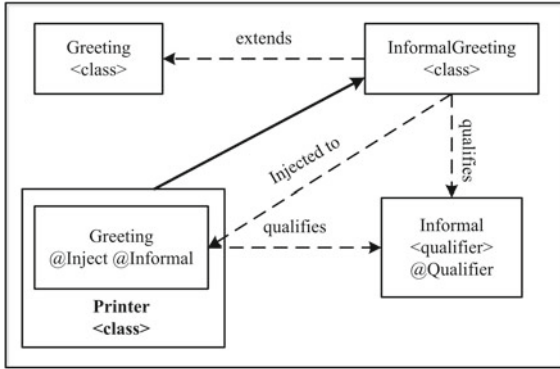 Greeting
<class>
extends
InformalGreeting
<class>
Injected to
qualifies
Greeting
@Inject @Informal
Printer
<class>
qualifies
Informal
<qualifier>
@Qualifier